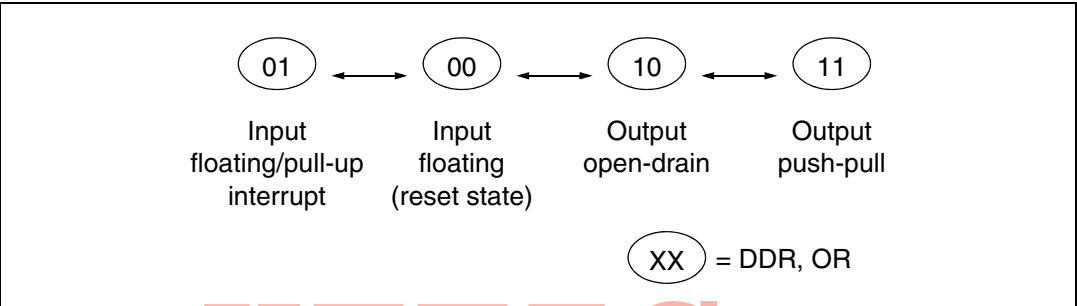 01 00 10 11
Input Input Output Output
floating/pull-up floating open-drain push-pull
interrupt (reset state)
XX = DDR, OR